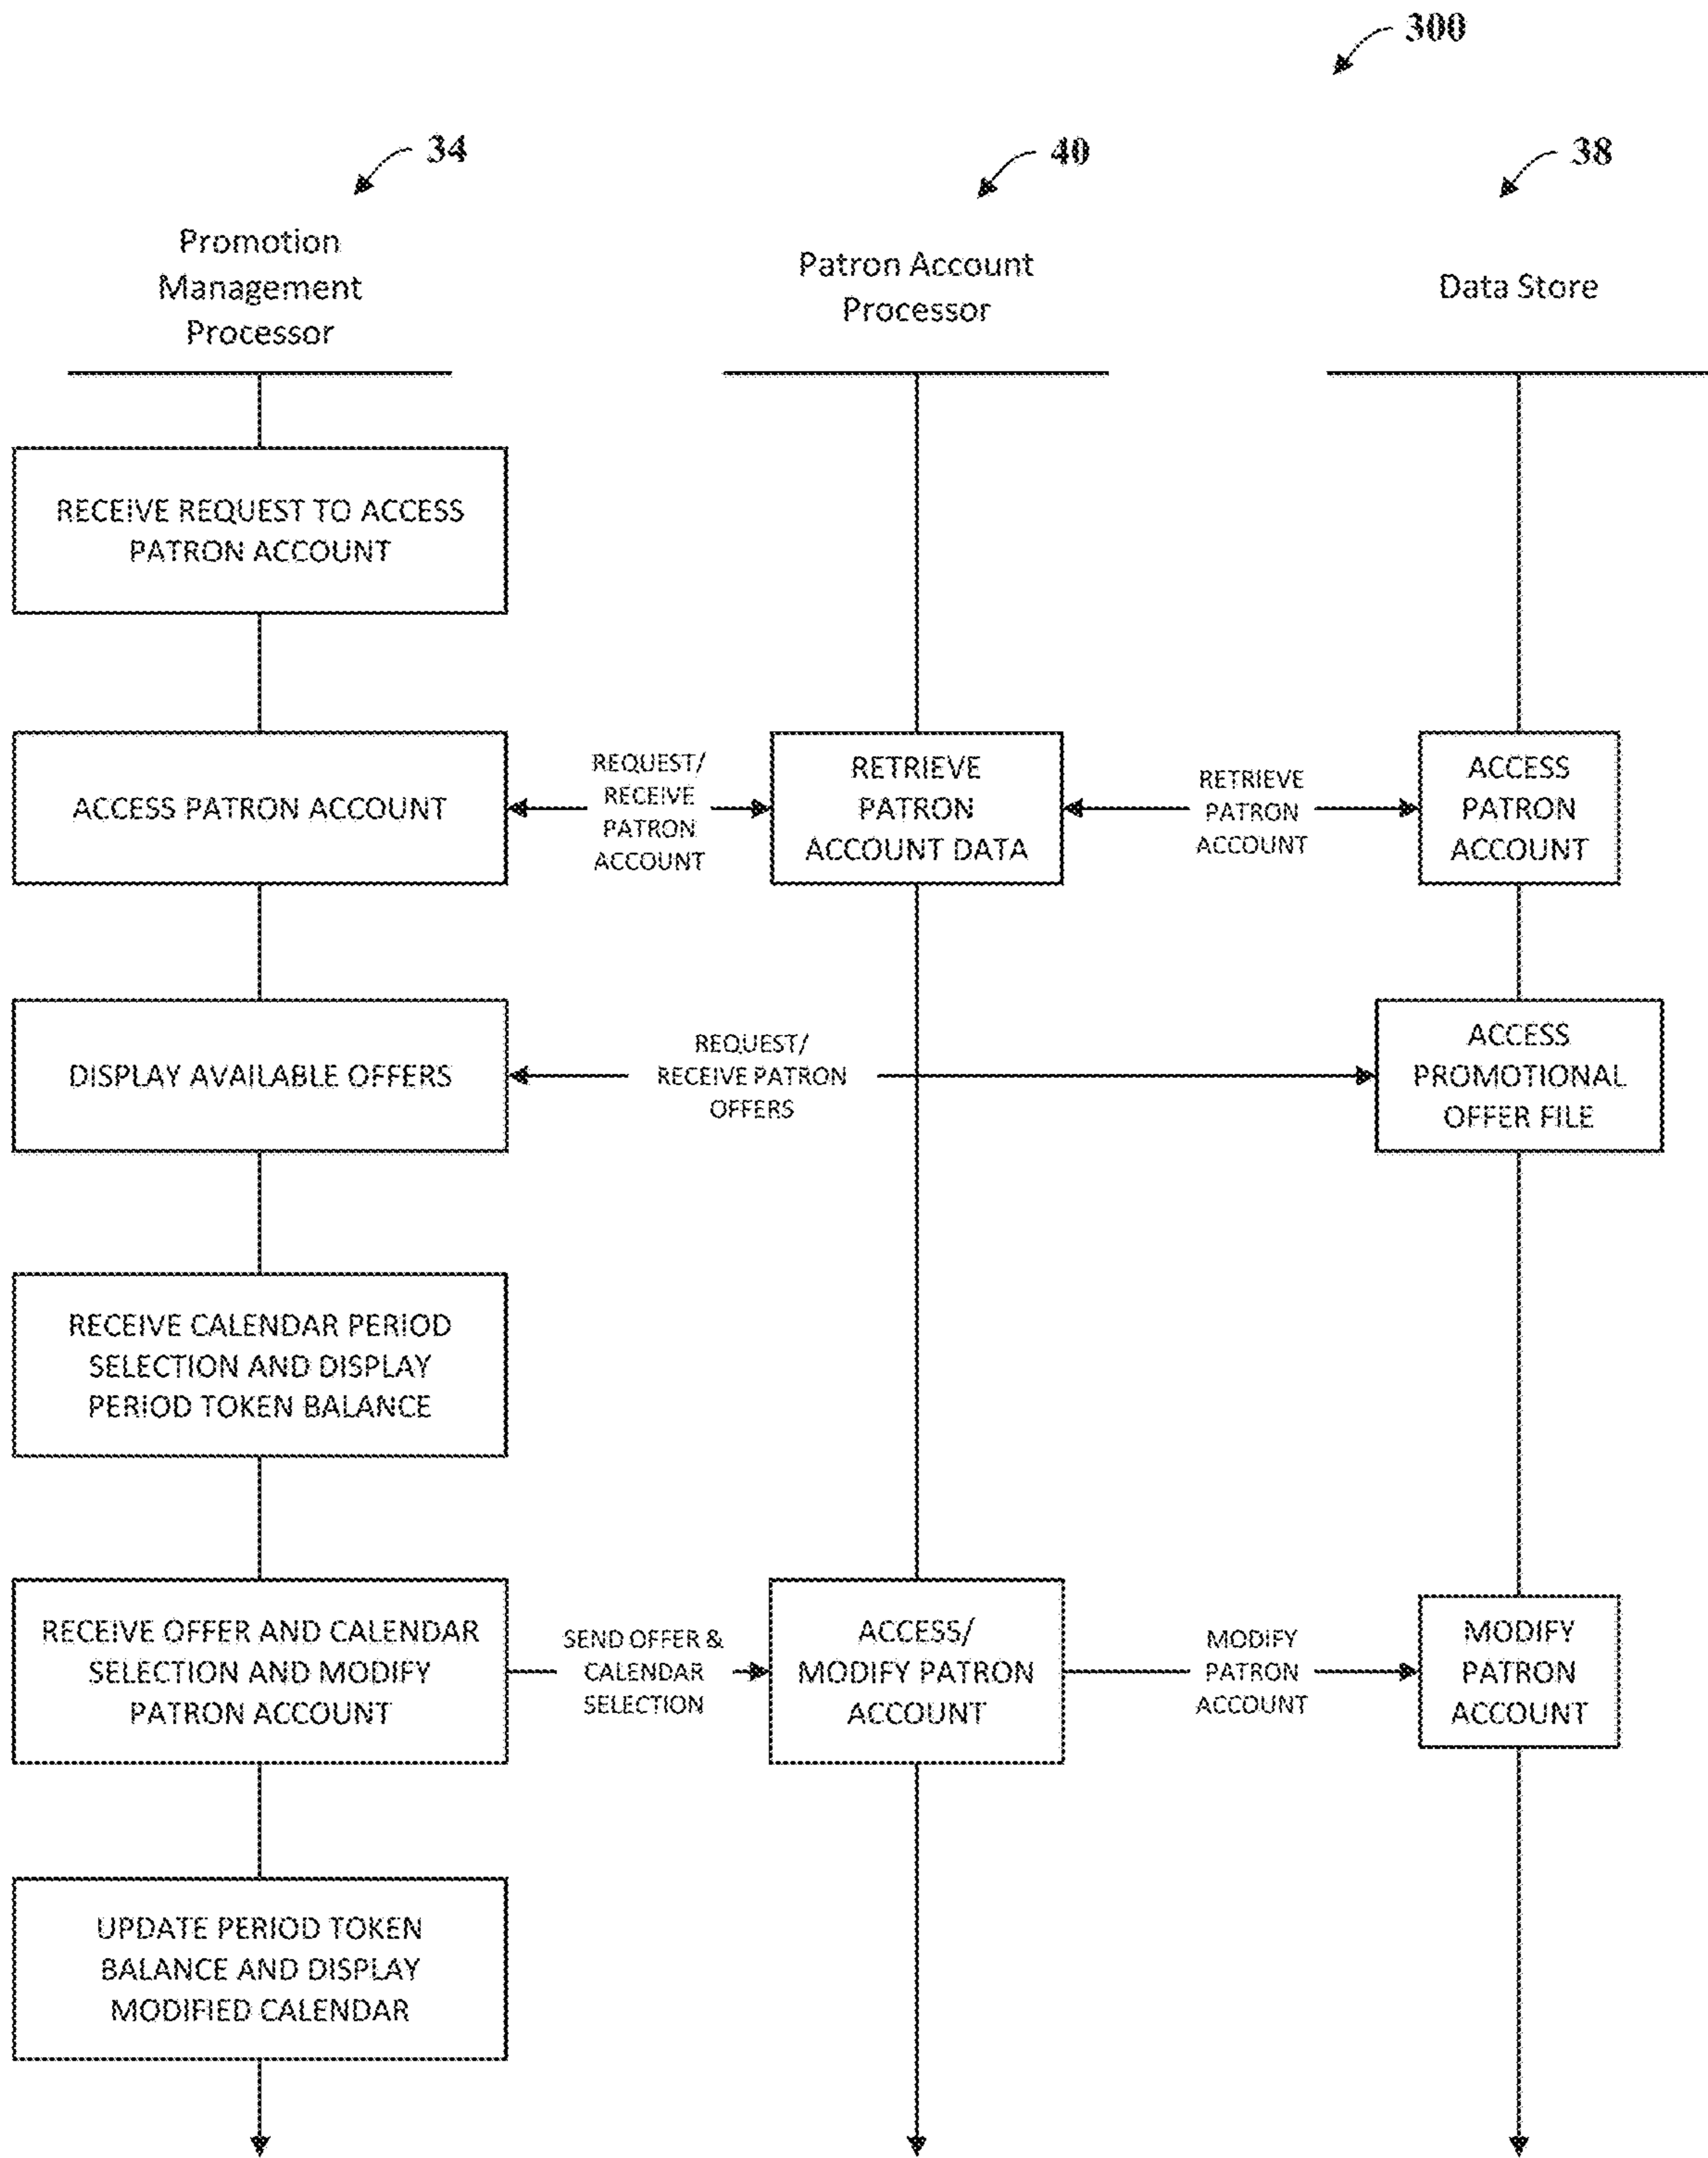 300
34
40
38
Promotion
Management
Processor
Patron Account
Processor
Data Store
RECEIVE REQUEST TO ACCESS
PATRON ACCOUNT
ACCESS PATRON ACCOUNT
REQUEST/
RECEIVE
PATRON
ACCOUNT
RETRIEVE
PATRON
ACCOUNT DATA
RETRIEVE
PATRON
ACCOUNT
ACCESS
PATRON
ACCOUNT
DISPLAY AVAILABLE OFFERS
REQUEST/
RECEIVE PATRON
OFFERS
ACCESS
PROMOTIONAL
OFFER FILE
RECEIVE CALENDAR PERIOD
SELECTION AND DISPLAY
PERIOD TOKEN BALANCE
RECEIVE OFFER AND CALENDAR
SELECTION AND MODIFY
PATRON ACCOUNT
SEND OFFER &
CALENDAR
SELECTION
ACCESS/
MODIFY PATRON
ACCOUNT
MODIFY
PATRON
ACCOUNT
MODIFY
PATRON
ACCOUNT
UPDATE PERIOD TOKEN
BALANCE AND DISPLAY
MODIFIED CALENDAR